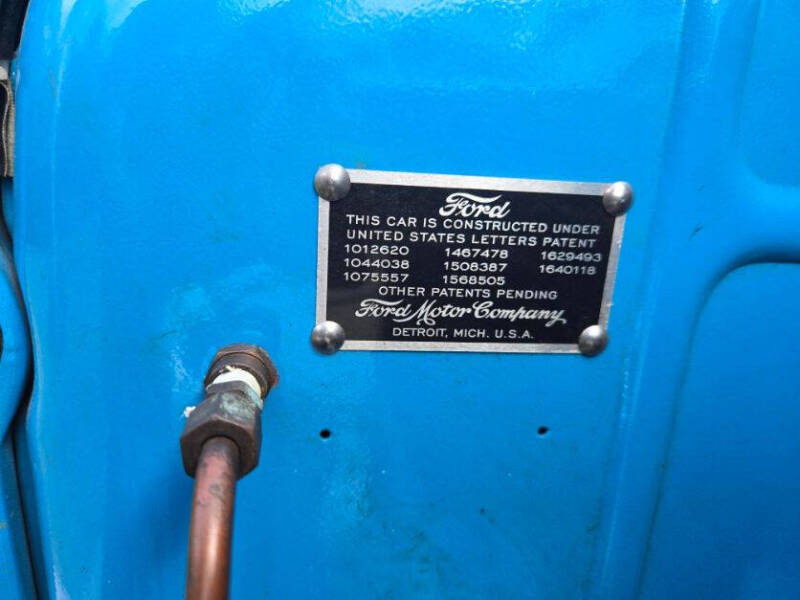 Ford
THIS CAR IS CONSTRUCTED UNDER
UNITED STATES LETTERS PATENT
1012620 1467478 1629493
1044038 1508387 1640118
1075557 1568505
OTHER PATENTS PENDING
Ford Motor Company
DETROIT, MICH. U.S.A.